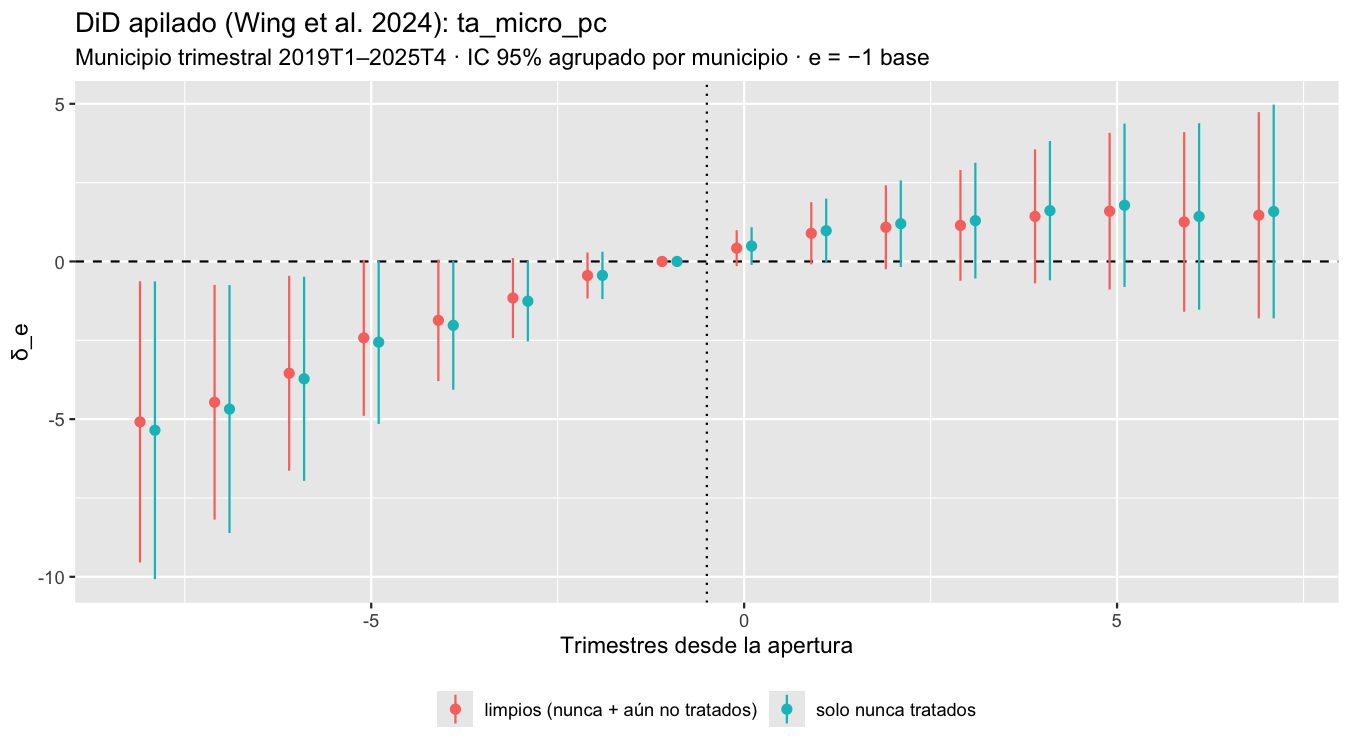 DiD apilado (Wing et al. 2024): ta_micro_pc
Municipio trimestral 2019T1–2025T4 · IC 95% agrupado por municipio · e = −1 base
5
0
-5
-10
δ_e
-5
0
5
Trimestres desde la apertura
limpios (nunca + aún no tratados)
solo nunca tratados